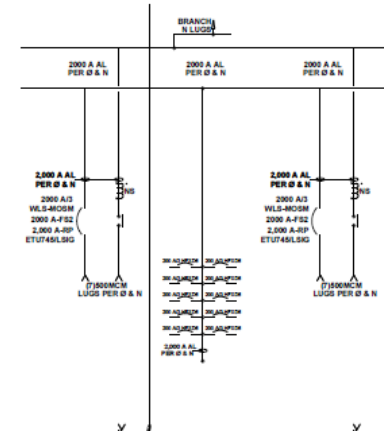 BRANCH
N LUGS
2000 A AL
PER Ø & N
2000 A AL
PER Ø & N
2000 A AL
PER Ø & N
2,000 A AL
PER Ø & N
NS
2000 A/3
WLS-MOSM
2000 A-FS2
2,000 A-RP
ETU745/LSIG
(7)500MCM
LUGS PER Ø & N
2,000 A AL
PER Ø & N
2,000 A AL
PER Ø & N
NS
2000 A/3
WLS-MOSM
2000 A-FS2
2,000 A-RP
ETU745/LSIG
(7)500MCM
LUGS PER Ø & N